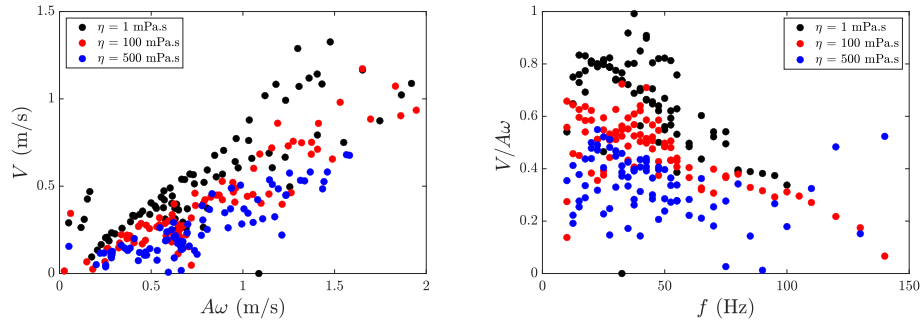 1.5
1
0.5
0
V (m/s)
η = 1 mPa.s
η = 100 mPa.s
η = 500 mPa.s
0 0.5 1 1.5 2
Aω (m/s)
1
0.8
0.6
0.4
0.2
0
V/Aω
η = 1 mPa.s
η = 100 mPa.s
η = 500 mPa.s
0 50 100 150
f (Hz)